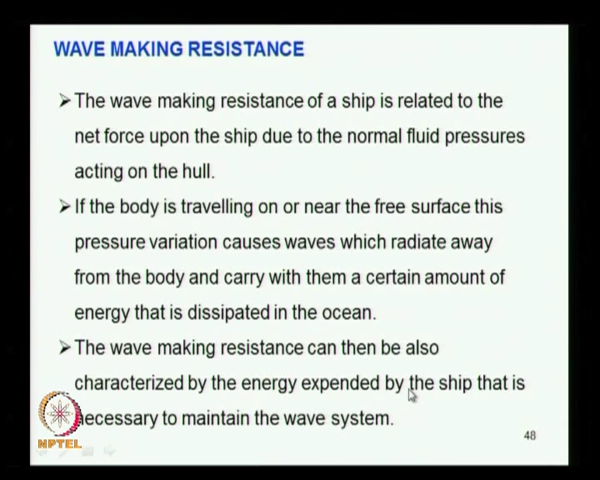 WAVE MAKING RESISTANCE
➢The wave making resistance of a ship is related to the
net force upon the ship due to the normal fluid pressures
acting on the hull.
➢If the body is travelling on or near the free surface this
pressure variation causes waves which radiate away
from the body and carry with them a certain amount of
energy that is dissipated in the ocean.
➢The wave making resistance can then be also
characterized by the energy expended by the ship that is
necessary to maintain the wave system.
NPTEL
48